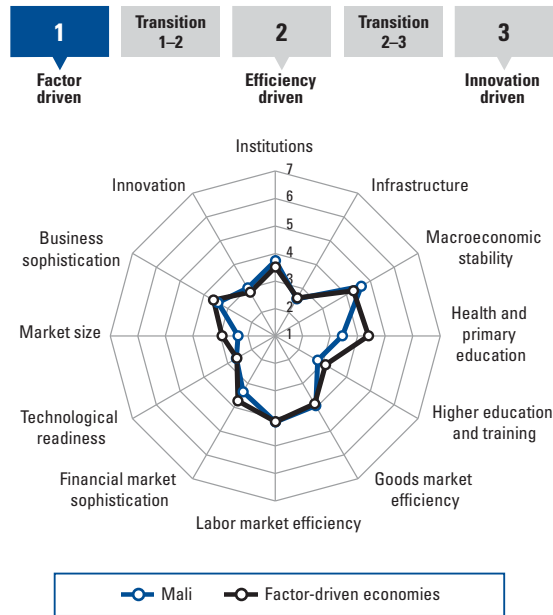 1
Transition
1–2
2
Transition
2–3
3
Factor
driven
Efficiency
driven
Innovation
driven
Institutions
7
Innovation
Infrastructure
6
Business
sophistication
5
Macroeconomic
stability
4
3
Market size
2
1
Health and
primary
education
Technological
readiness
Higher education
and training
Financial market
sophistication
Goods market
efficiency
Labor market efficiency
Mali
Factor-driven economies